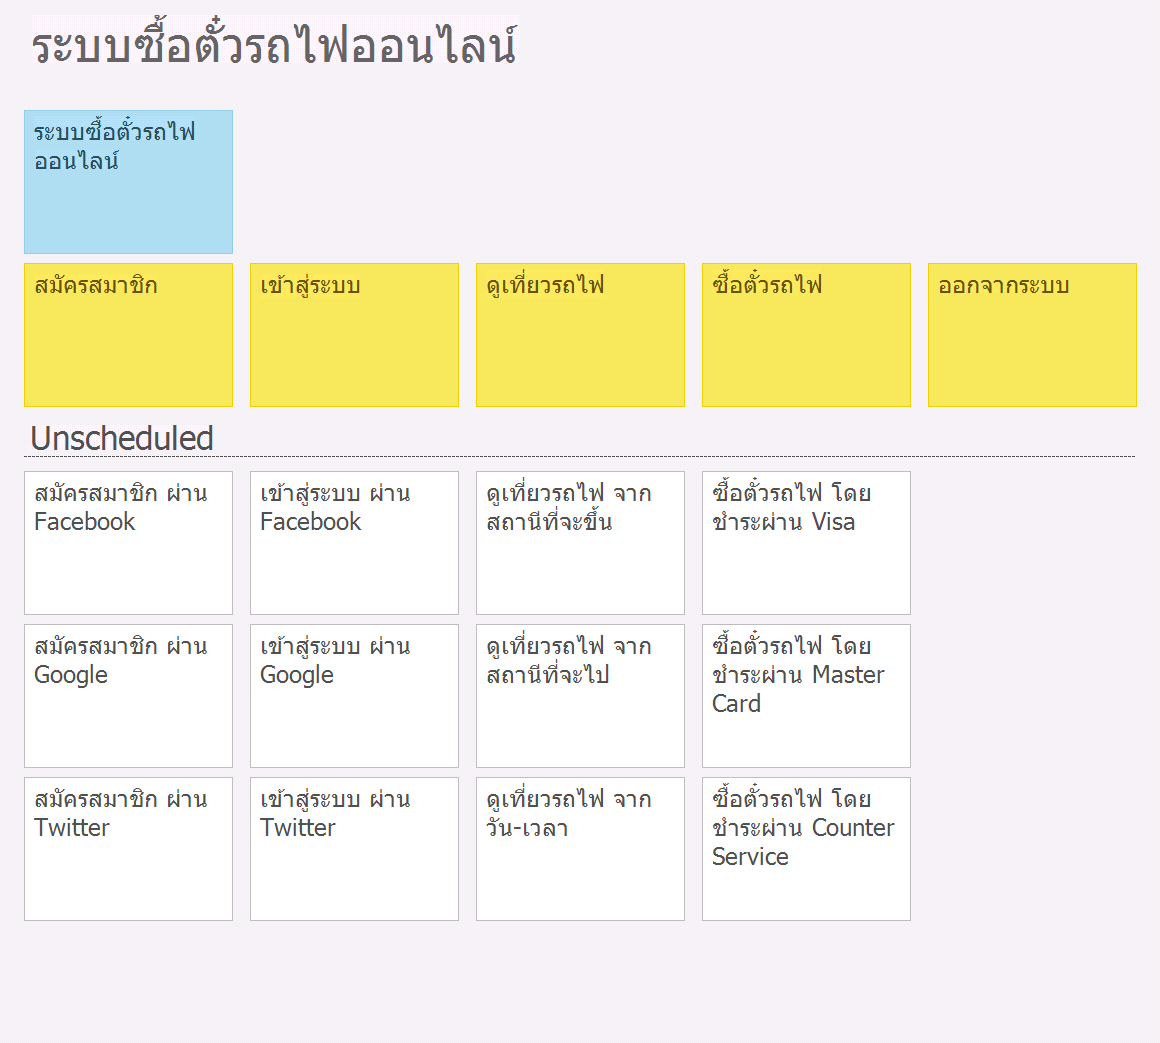 ระบบซื้อตั๋วรถไฟออนไลน์
ระบบซื้อตั๋วรถไฟ
ออนไลน์
สมัครสมาชิก
เข้าสู่ระบบ
ดูเที่ยวรถไฟ
ซื้อตั๋วรถไฟ
ออกจากระบบ
Unscheduled
สมัครสมาชิก ผ่าน
Facebook
เข้าสู่ระบบ ผ่าน
Facebook
ดูเที่ยวรถไฟ จาก
สถานีที่จะขึ้น
ซื้อตั๋วรถไฟ โดย
ชำระผ่าน Visa
สมัครสมาชิก ผ่าน
Google
เข้าสู่ระบบ ผ่าน
Google
ดูเที่ยวรถไฟ จาก
สถานีที่จะไป
ซื้อตั๋วรถไฟ โดย
ชำระผ่าน Master
Card
สมัครสมาชิก ผ่าน
Twitter
เข้าสู่ระบบ ผ่าน
Twitter
ดูเที่ยวรถไฟ จาก
วัน-เวลา
ซื้อตั๋วรถไฟ โดย
ชำระผ่าน Counter
Service